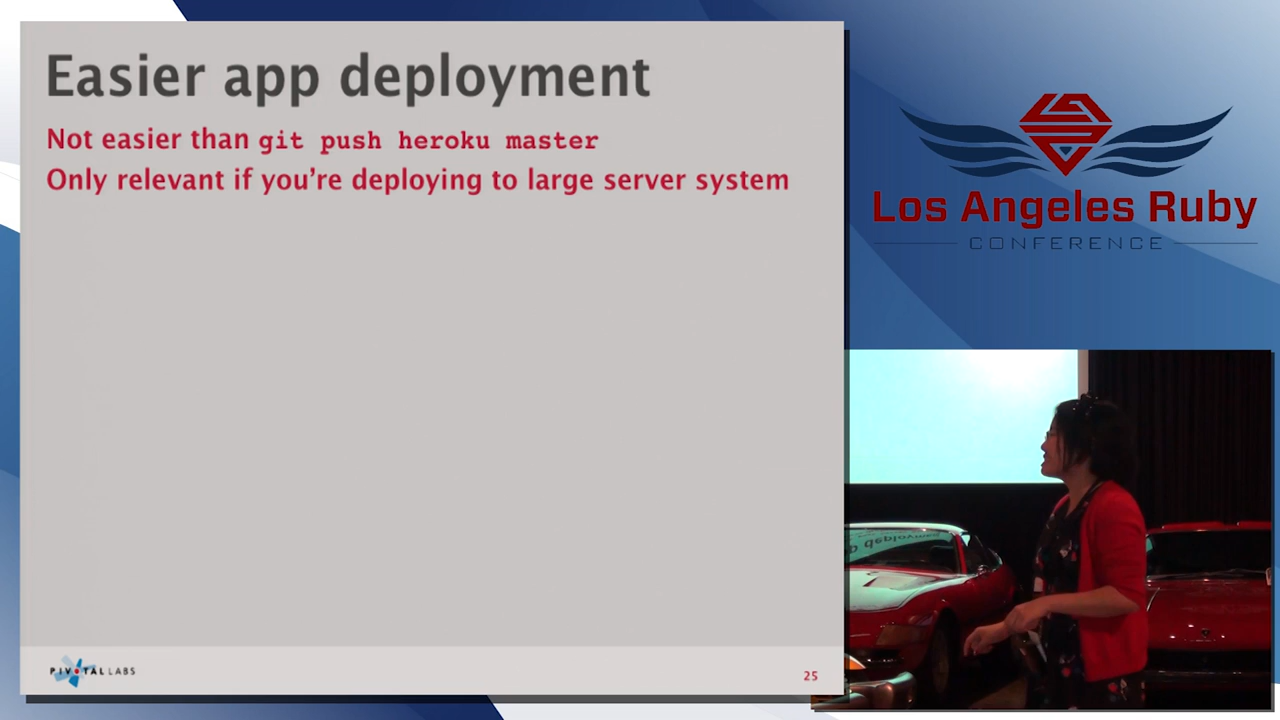 Easier app deployment
Not easier than git push heroku master
Only relevant if you're deploying to large server system
PIVOTAL LABS
25
Los Angeles Ruby
CONFERENCE
p deployment